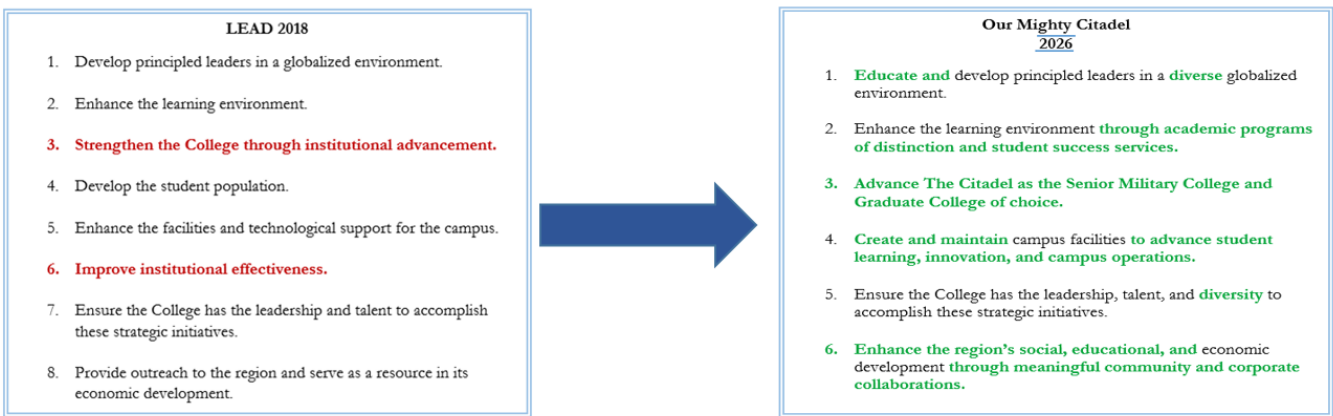 LEAD 2018
1. Develop principled leaders in a globalized environment.
2. Enhance the learning environment.
3. Strengthen the College through institutional advancement.
4. Develop the student population.
5. Enhance the facilities and technological support for the campus.
6. Improve institutional effectiveness.
7. Ensure the College has the leadership and talent to accomplish
these strategic initiatives.
8. Provide outreach to the region and serve as a resource in its
economic development.
Our Mighty Citadel
2026
1. Educate and develop principled leaders in a diverse globalized
environment.
2. Enhance the learning environment through academic programs
of distinction and student success services.
3. Advance The Citadel as the Senior Military College and
Graduate College of choice.
4. Create and maintain campus facilities to advance student
learning, innovation, and campus operations.
5. Ensure the College has the leadership, talent, and diversity to
accomplish these strategic initiatives.
6. Enhance the region's social, educational, and economic
development through meaningful community and corporate
collaborations.